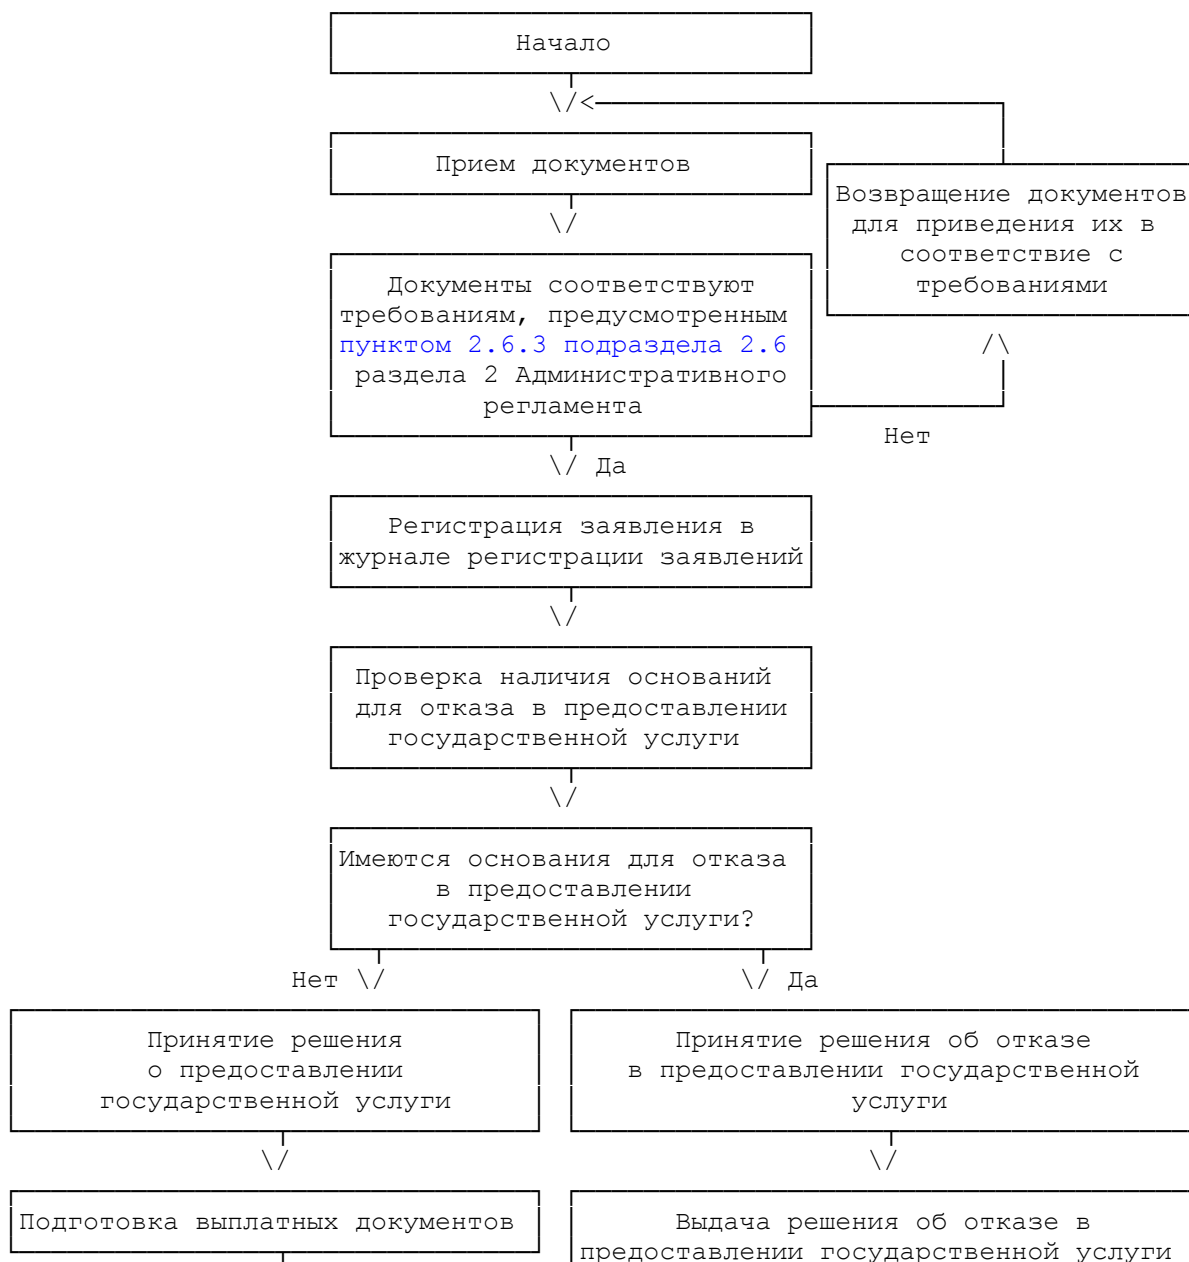 Начало
\/<
Прием документов
\/
Возвращение документов
для приведения их в
соответствие с
требованиями
/\
Документы соответствуют
требованиям, предусмотренным
пунктом 2.6.3 подраздела 2.6
раздела 2 Административного
регламента
Нет
\/ Да
Регистрация заявления в
журнале регистрации заявлений
\/
Проверка наличия оснований
для отказа в предоставлении
государственной услуги
\/
Имеются основания для отказа
в предоставлении
государственной услуги?
Нет \/
\/ Да
Принятие решения
о предоставлении
государственной услуги
\/
Принятие решения об отказе
в предоставлении государственной
услуги
\/
Подготовка выплатных документов
Выдача решения об отказе в
предоставлении государственной услуги